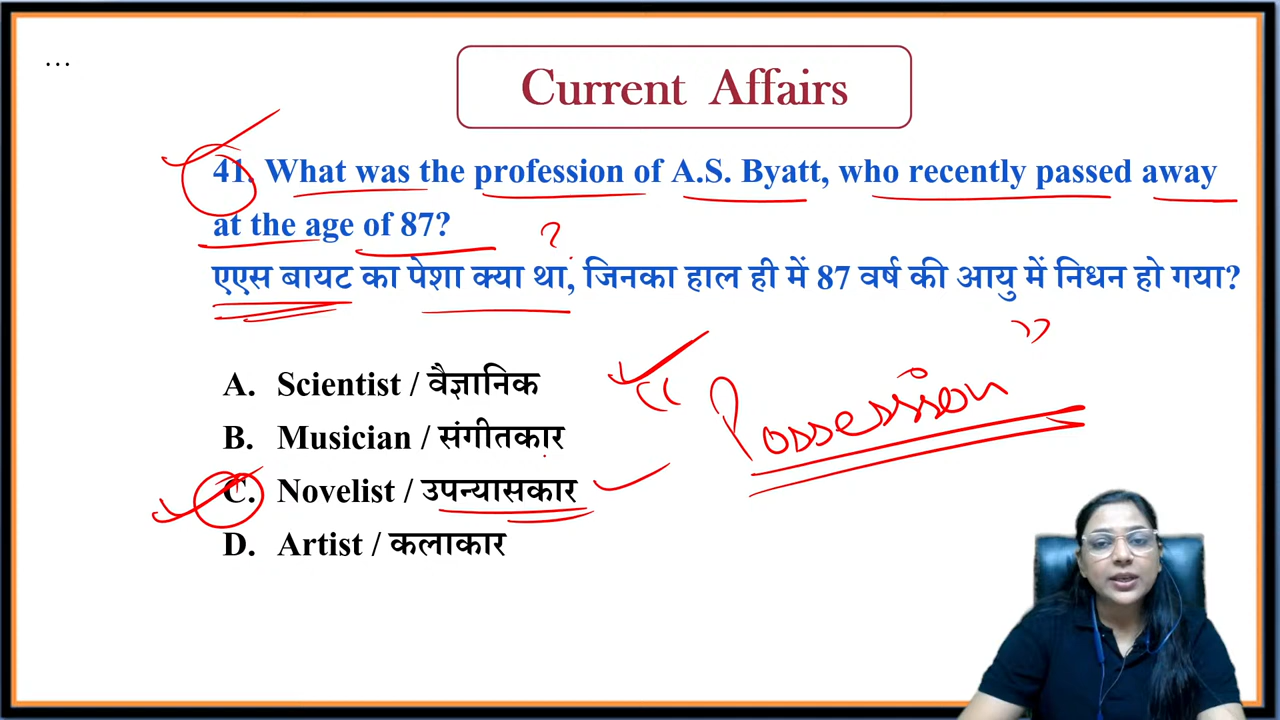 ...
Current Affairs
41. What was the profession of A.S. Byatt, who recently passed away
at the age of 87?
?
एएस बायट का पेशा क्या था, जिनका हाल ही में 87 वर्ष की आयु में निधन हो गया?
A. Scientist / वैज्ञानिक
B. Musician / संगीतकार
C. Novelist / उपन्यासकार
D. Artist / कलाकार
"Possession"